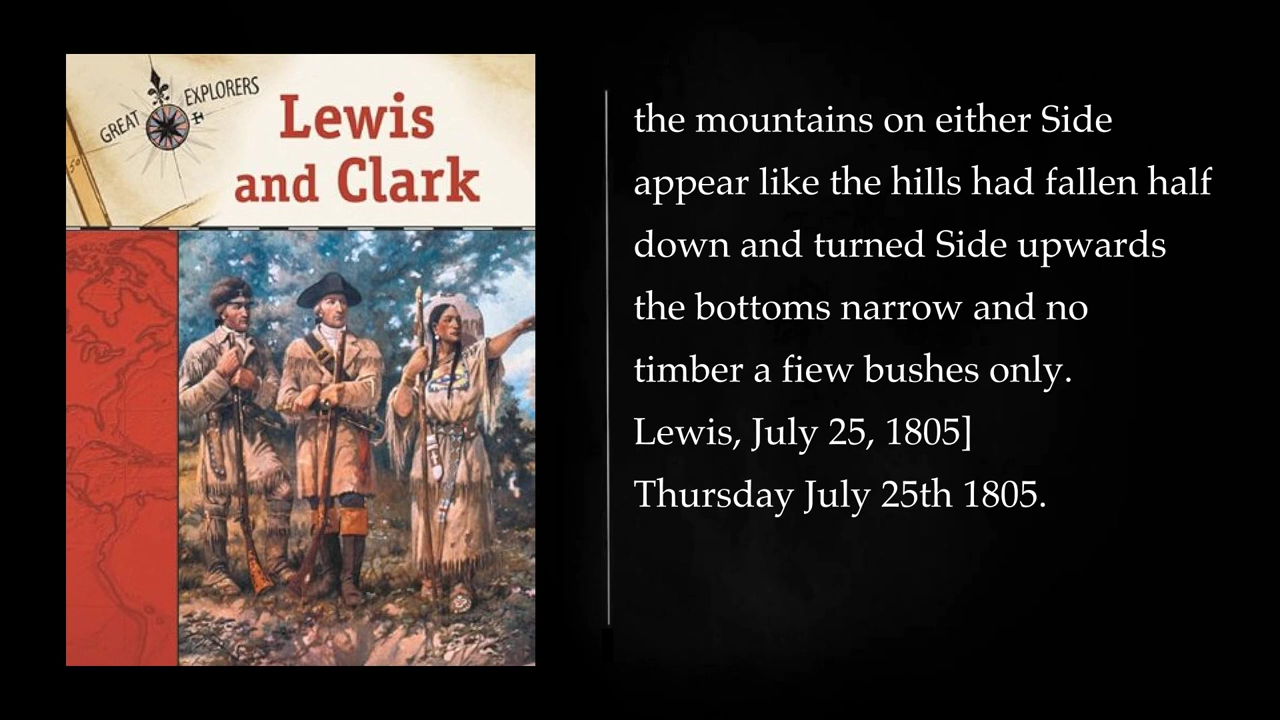 GREAT EXPLORERS
Lewis
and Clark
the mountains on either Side
appear like the hills had fallen half
down and turned Side upwards
the bottoms narrow and no
timber a fiew bushes only.
Lewis, July 25, 1805]
Thursday July 25th 1805.